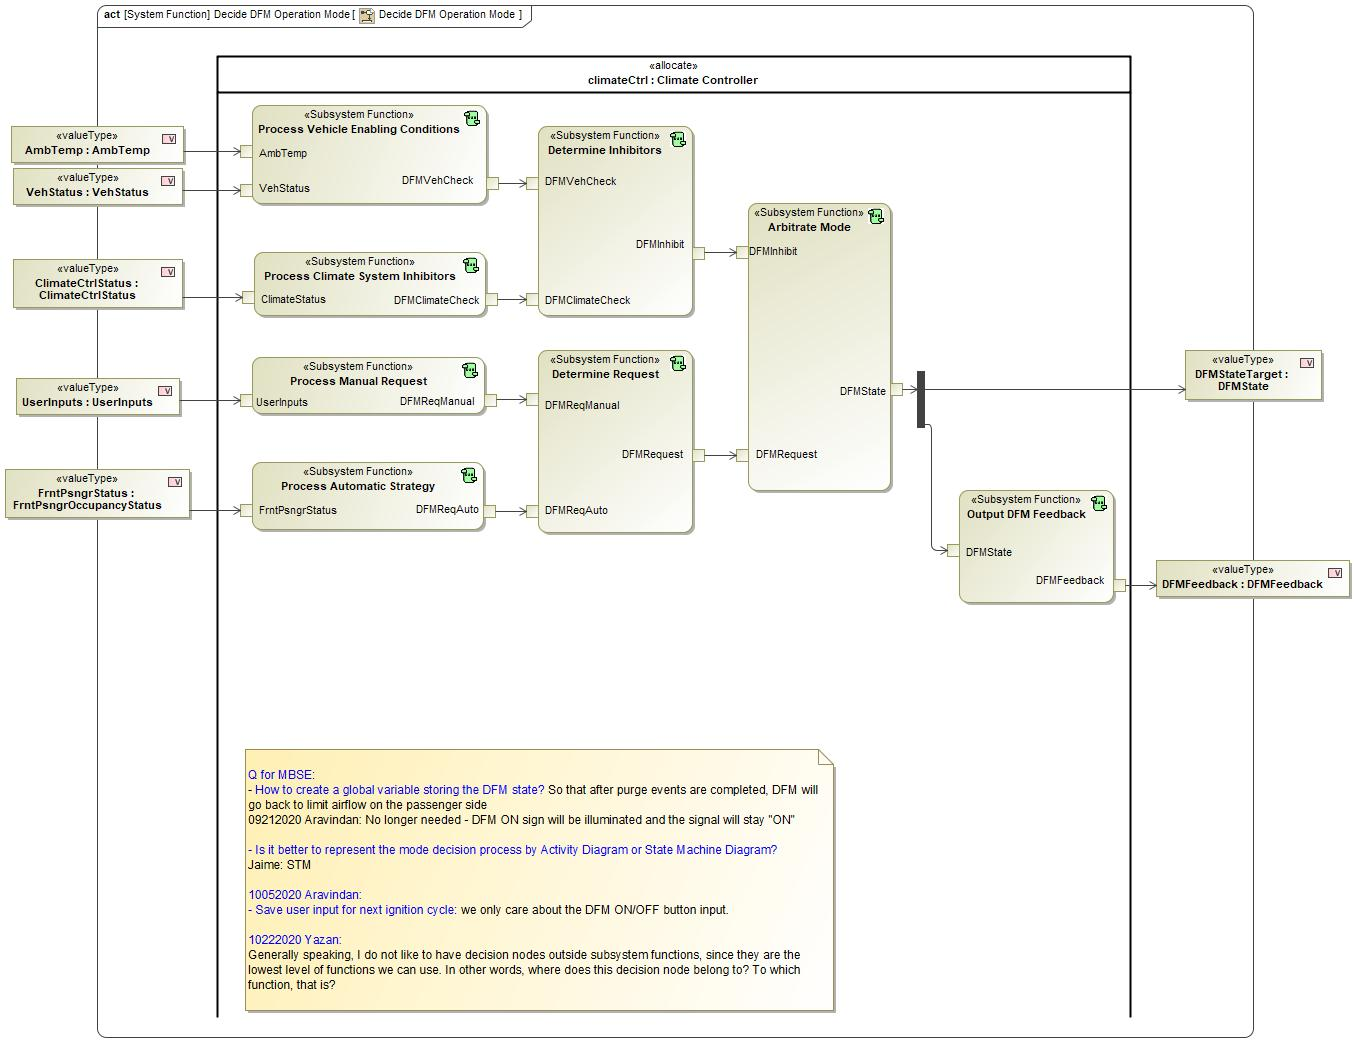 act [System Function] Decide DFM Operation Mode [ Decide DFM Operation Mode ]
«allocate»
climateCtrl : Climate Controller
«valueType»
AmbTemp : AmbTemp
«valueType»
VehStatus : VehStatus
«valueType»
ClimateCtrlStatus :
ClimateCtrlStatus
«valueType»
UserInputs : UserInputs
«valueType»
FrntPsngrStatus :
FrntPsngrOccupancyStatus
«Subsystem Function»
Process Vehicle Enabling Conditions
AmbTemp
VehStatus
DFMVehCheck
«Subsystem Function»
Process Climate System Inhibitors
ClimateStatus
DFMClimateCheck
«Subsystem Function»
Process Manual Request
UserInputs
DFMReqManual
«Subsystem Function»
Process Automatic Strategy
FrntPsngrStatus
DFMReqAuto
«Subsystem Function»
Determine Inhibitors
DFMVehCheck
DFMInhibit
DFMClimateCheck
«Subsystem Function»
Determine Request
DFMReqManual
DFMRequest
DFMReqAuto
«Subsystem Function»
Arbitrate Mode
DFMInhibit
DFMState
DFMRequest
«Subsystem Function»
Output DFM Feedback
DFMState
DFMFeedback
«valueType»
DFMStateTarget :
DFMState
«valueType»
DFMFeedback : DFMFeedback
Q for MBSE:
- How to create a global variable storing the DFM state? So that after purge events are completed, DFM will
go back to limit airflow on the passenger side
09212020 Aravindan: No longer needed - DFM ON sign will be illuminated and the signal will stay "ON"
- Is it better to represent the mode decision process by Activity Diagram or State Machine Diagram?
Jaime: STM
10052020 Aravindan:
- Save user input for next ignition cycle: we only care about the DFM ON/OFF button input.
10222020 Yazan:
Generally speaking, I do not like to have decision nodes outside subsystem functions, since they are the
lowest level of functions we can use. In other words, where does this decision node belong to? To which
function, that is?